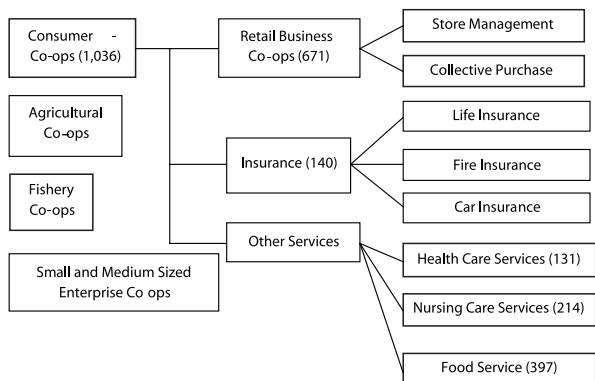 Consumer -
Co-ops (1,036)
Retail Business
Co-ops (671)
Store Management
Collective Purchase
Agricultural
Co-ops
Insurance (140)
Life Insurance
Fire Insurance
Car Insurance
Fishery
Co-ops
Other Services
Small and Medium Sized
Enterprise Co ops
Health Care Services (131)
Nursing Care Services (214)
Food Service (397)